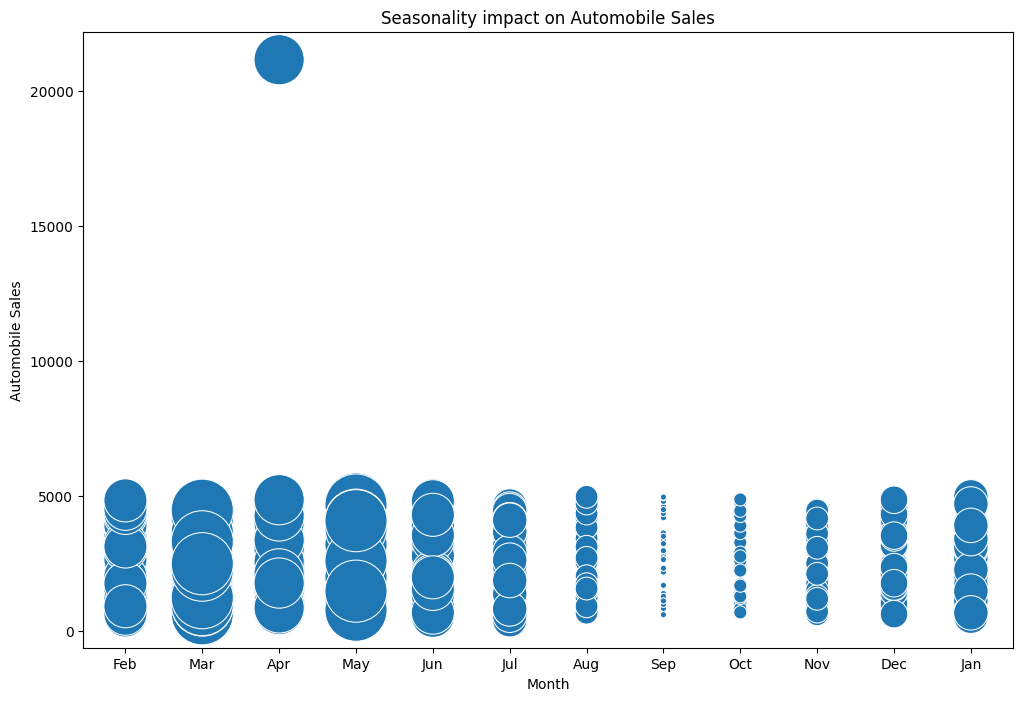 Seasonality impact on Automobile Sales
Automobile Sales
20000
15000
10000
5000
0
Feb Mar Apr May Jun Jul Aug Sep Oct Nov Dec Jan
Month